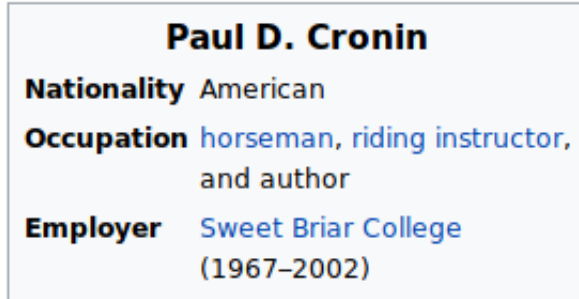 Paul D. Cronin
Nationality American
Occupation horseman, riding instructor,
and author
Employer Sweet Briar College
(1967–2002)